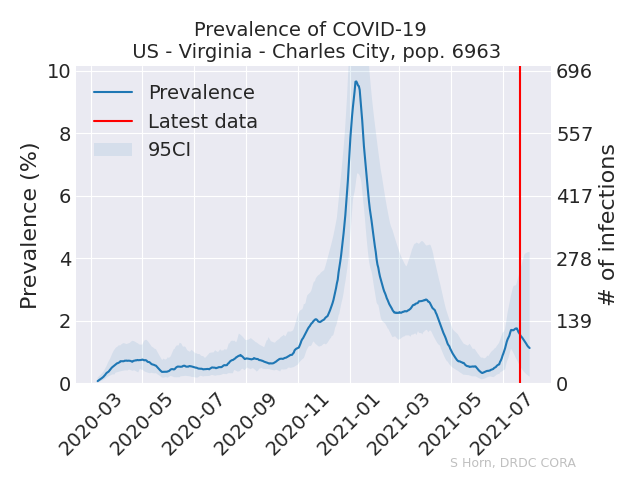 Prevalence of COVID-19
US - Virginia - Charles City, pop. 6963
Prevalence
Latest data
95CI
Prevalence (%)
10
8
6
4
2
0
696
557
417
278
139
0
# of infections
2020-03
2020-05
2020-07
2020-09
2020-11
2021-01
2021-03
2021-05
2021-07
S Horn, DRDC CORA